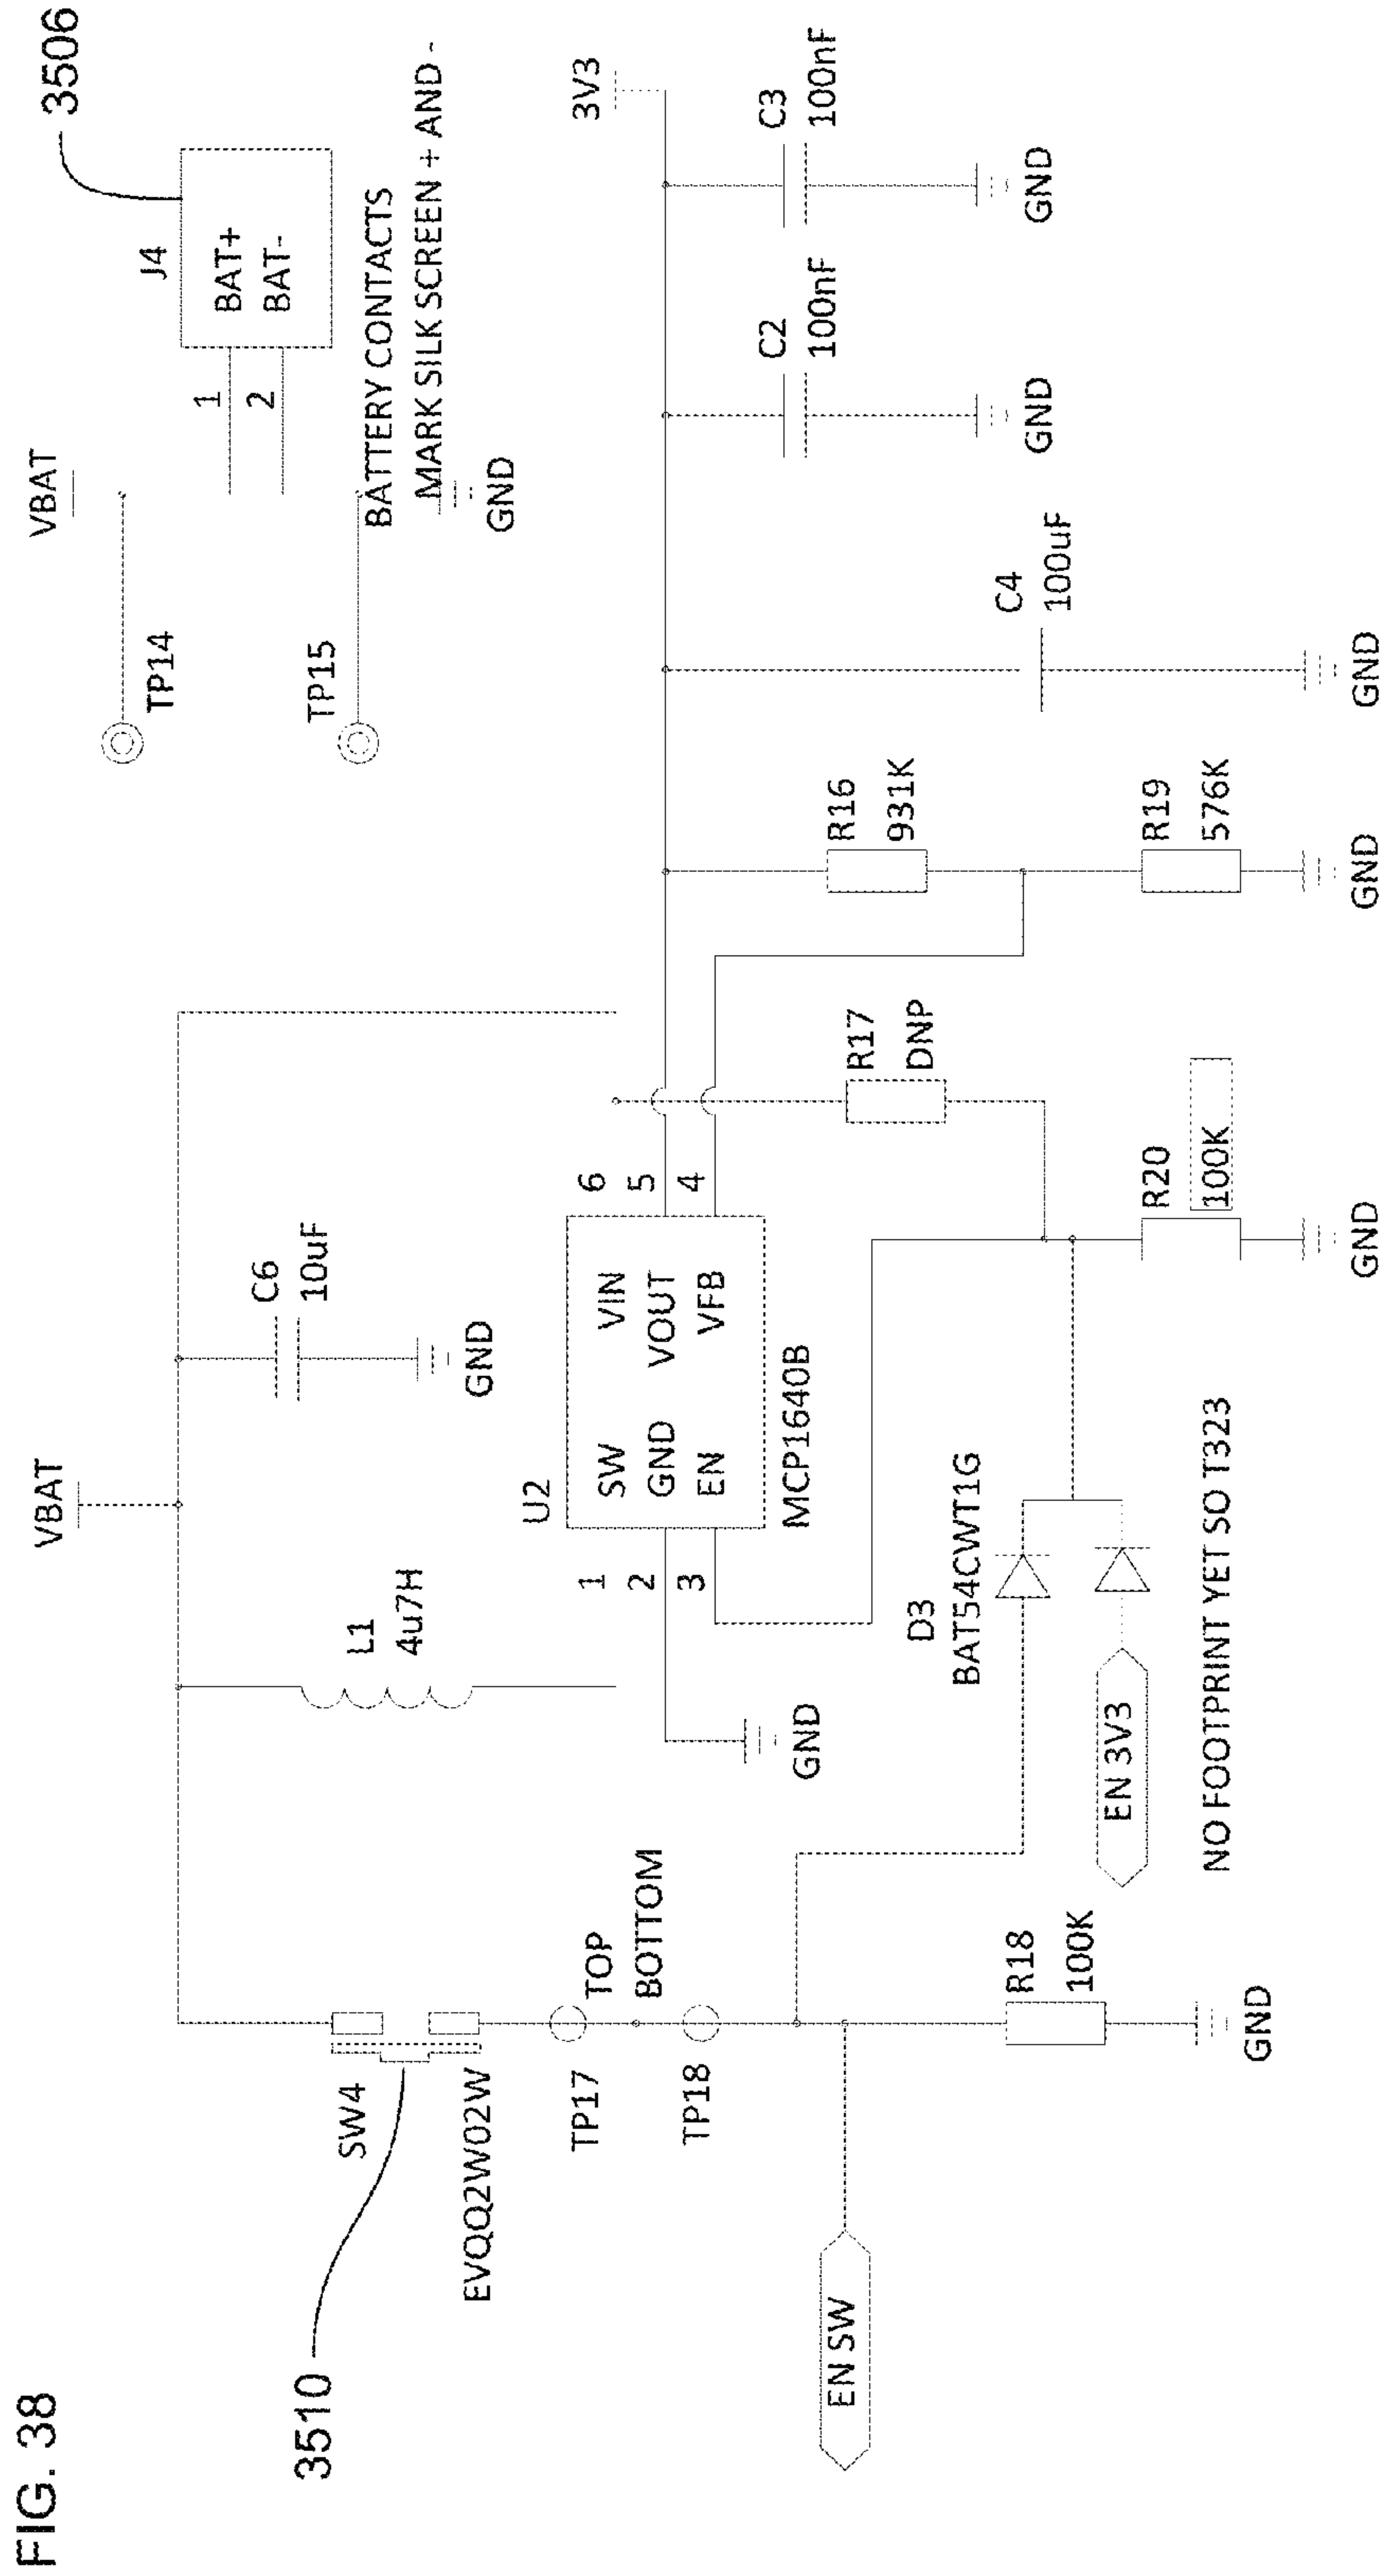 FIG. 38
3510
SW4
EVQQ2W02W
TP17
TOP
BOTTOM
TP18
EN SW
R18
100K
GND
VBAT
L1
4u7H
C6
10uF
GND
U2
1
2
3
SW
GND
EN
VIN
VOUT
VFB
6
5
4
MCP1640B
GND
D3
BAT54CWT1G
EN 3V3
NO FOOTPRINT YET SO T323
R17
DNP
R20
100K
GND
R16
931K
R19
576K
GND
C4
100uF
GND
C2
100nF
GND
C3
100nF
GND
3V3
VBAT
TP14
TP15
1
2
J4
BAT+
BAT-
3506
BATTERY CONTACTS
MARK SILK SCREEN + AND -
GND